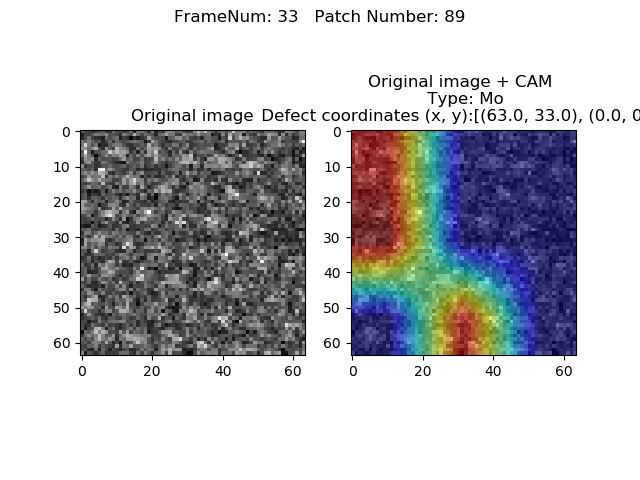 FrameNum: 33   Patch Number: 89
Original image + CAM
Type: Mo
Original image
Defect coordinates (x, y):[(63.0, 33.0), (0.0, 0
0
10
20
30
40
50
60
0 20 40 60
0
10
20
30
40
50
60
0 20 40 60